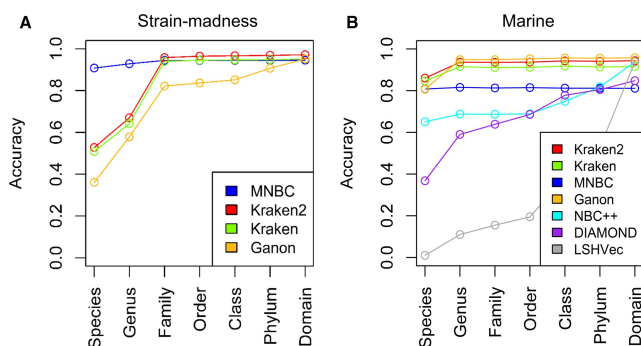 A
Strain-madness
Accuracy
1.0
0.8
0.6
0.4
0.2
0.0
Species
Genus
Family
Order
Class
Phylum
Domain
MNBC
Kraken2
Kraken
Ganon
B
Marine
Accuracy
1.0
0.8
0.6
0.4
0.2
0.0
Species
Genus
Family
Order
Class
Phylum
Domain
Kraken2
Kraken
MNBC
Ganon
NBC++
DIAMOND
LSHVec